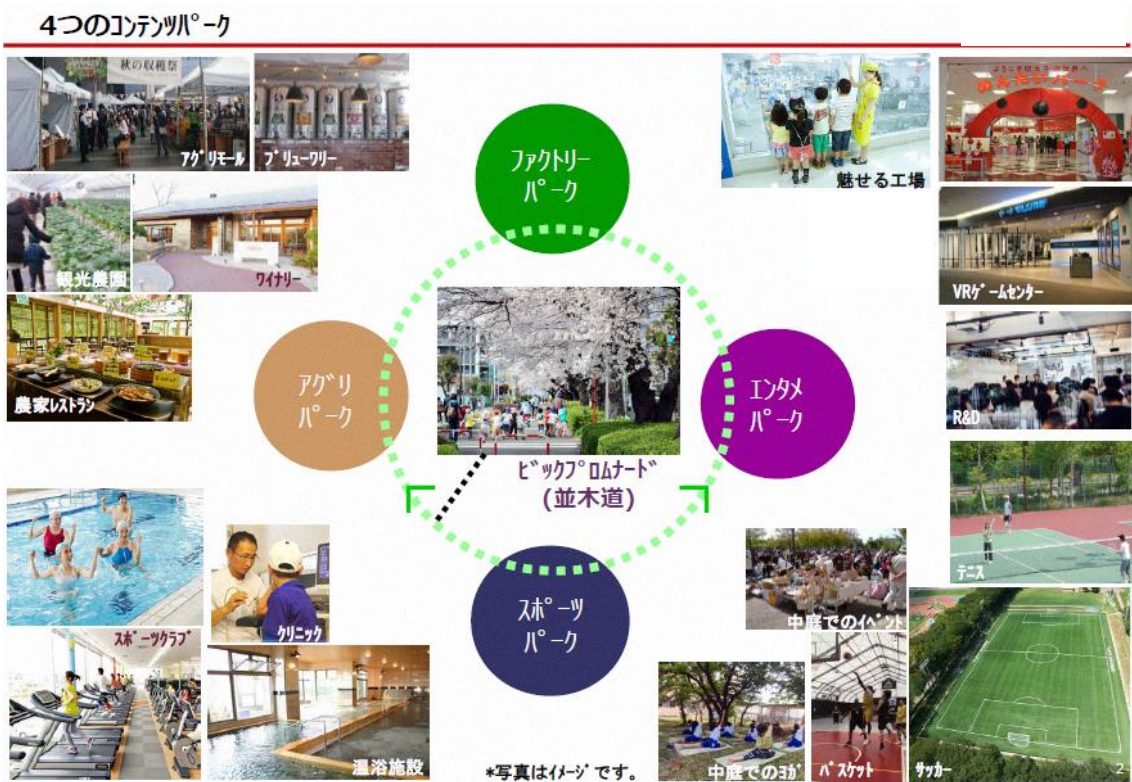 4つのコンテンツパーク
秋の収穫祭
アグリモール
ブリューワリー
観光農園
ワイナリー
農家レストラン
ファクトリー
パーク
アグリ
パーク
エンタメ
パーク
スポーツ
パーク
ビックプロムナード
(並木道)
魅せる工場
めんたいパーク
VRゲームセンター
R&D
テニス
スポーツクラブ
クリニック
温浴施設
中庭でのイベント
中庭でのヨガ
バスケット
サッカー
*写真はイメージです。
2